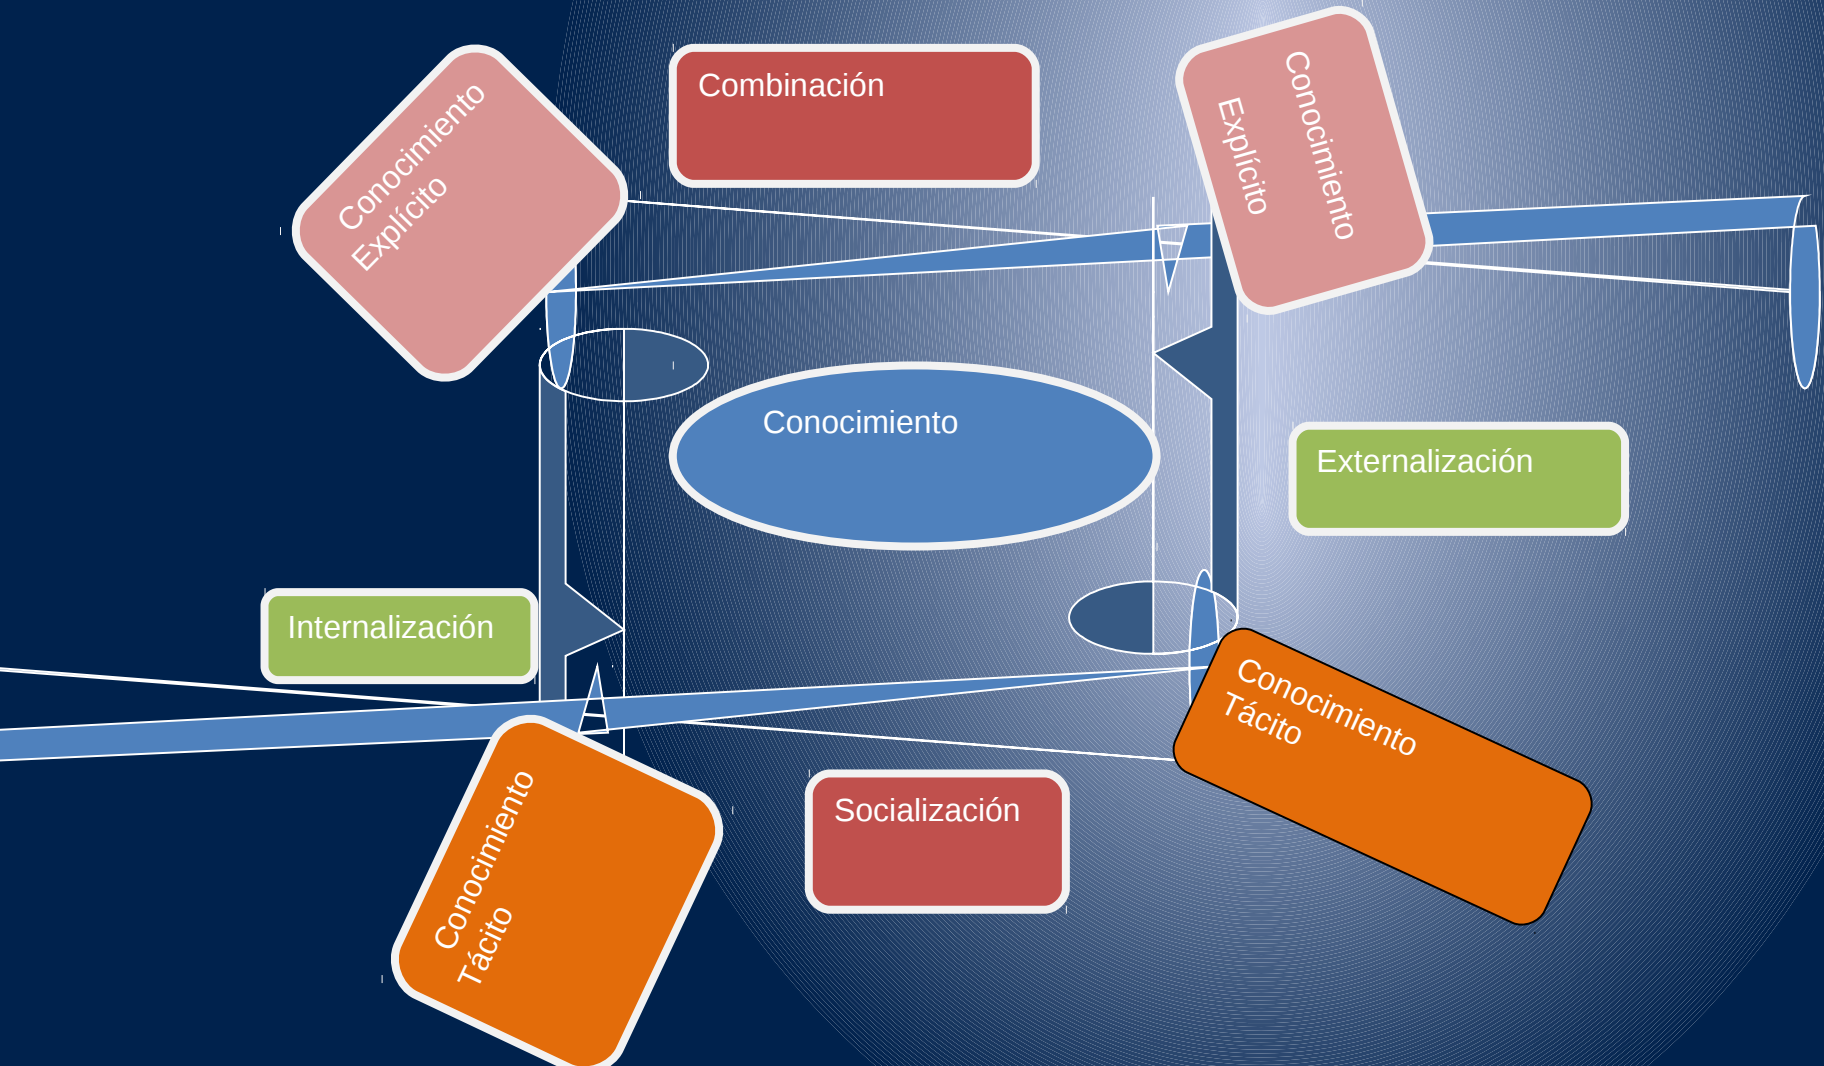 Conocimiento
Explícito
Combinación
Conocimiento
Explícito
Conocimiento
Externalización
Internalización
Conocimiento
Tácito
Socialización
Conocimiento
Tácito